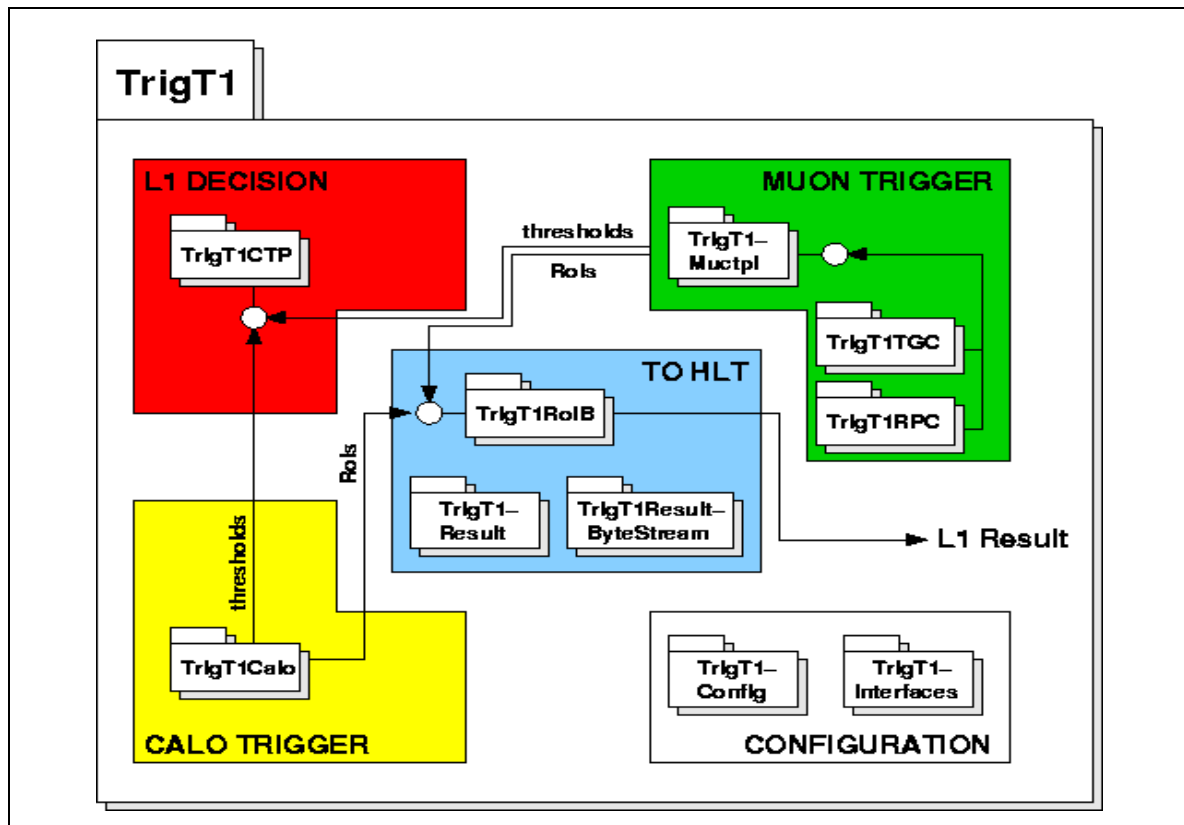 TrigT1
L1 DECISION
TrigT1CTP
MUON TRIGGER
TrigT1–
Muctpi
TrigT1TGC
TrigT1RPC
thresholds
RoIs
TO HLT
TrigT1RoIB
TrigT1–
Result
TrigT1Result–
ByteStream
RoIs
thresholds
L1 Result
TrigT1Calo
CALO TRIGGER
TrigT1–
Config
TrigT1–
Interfaces
CONFIGURATION